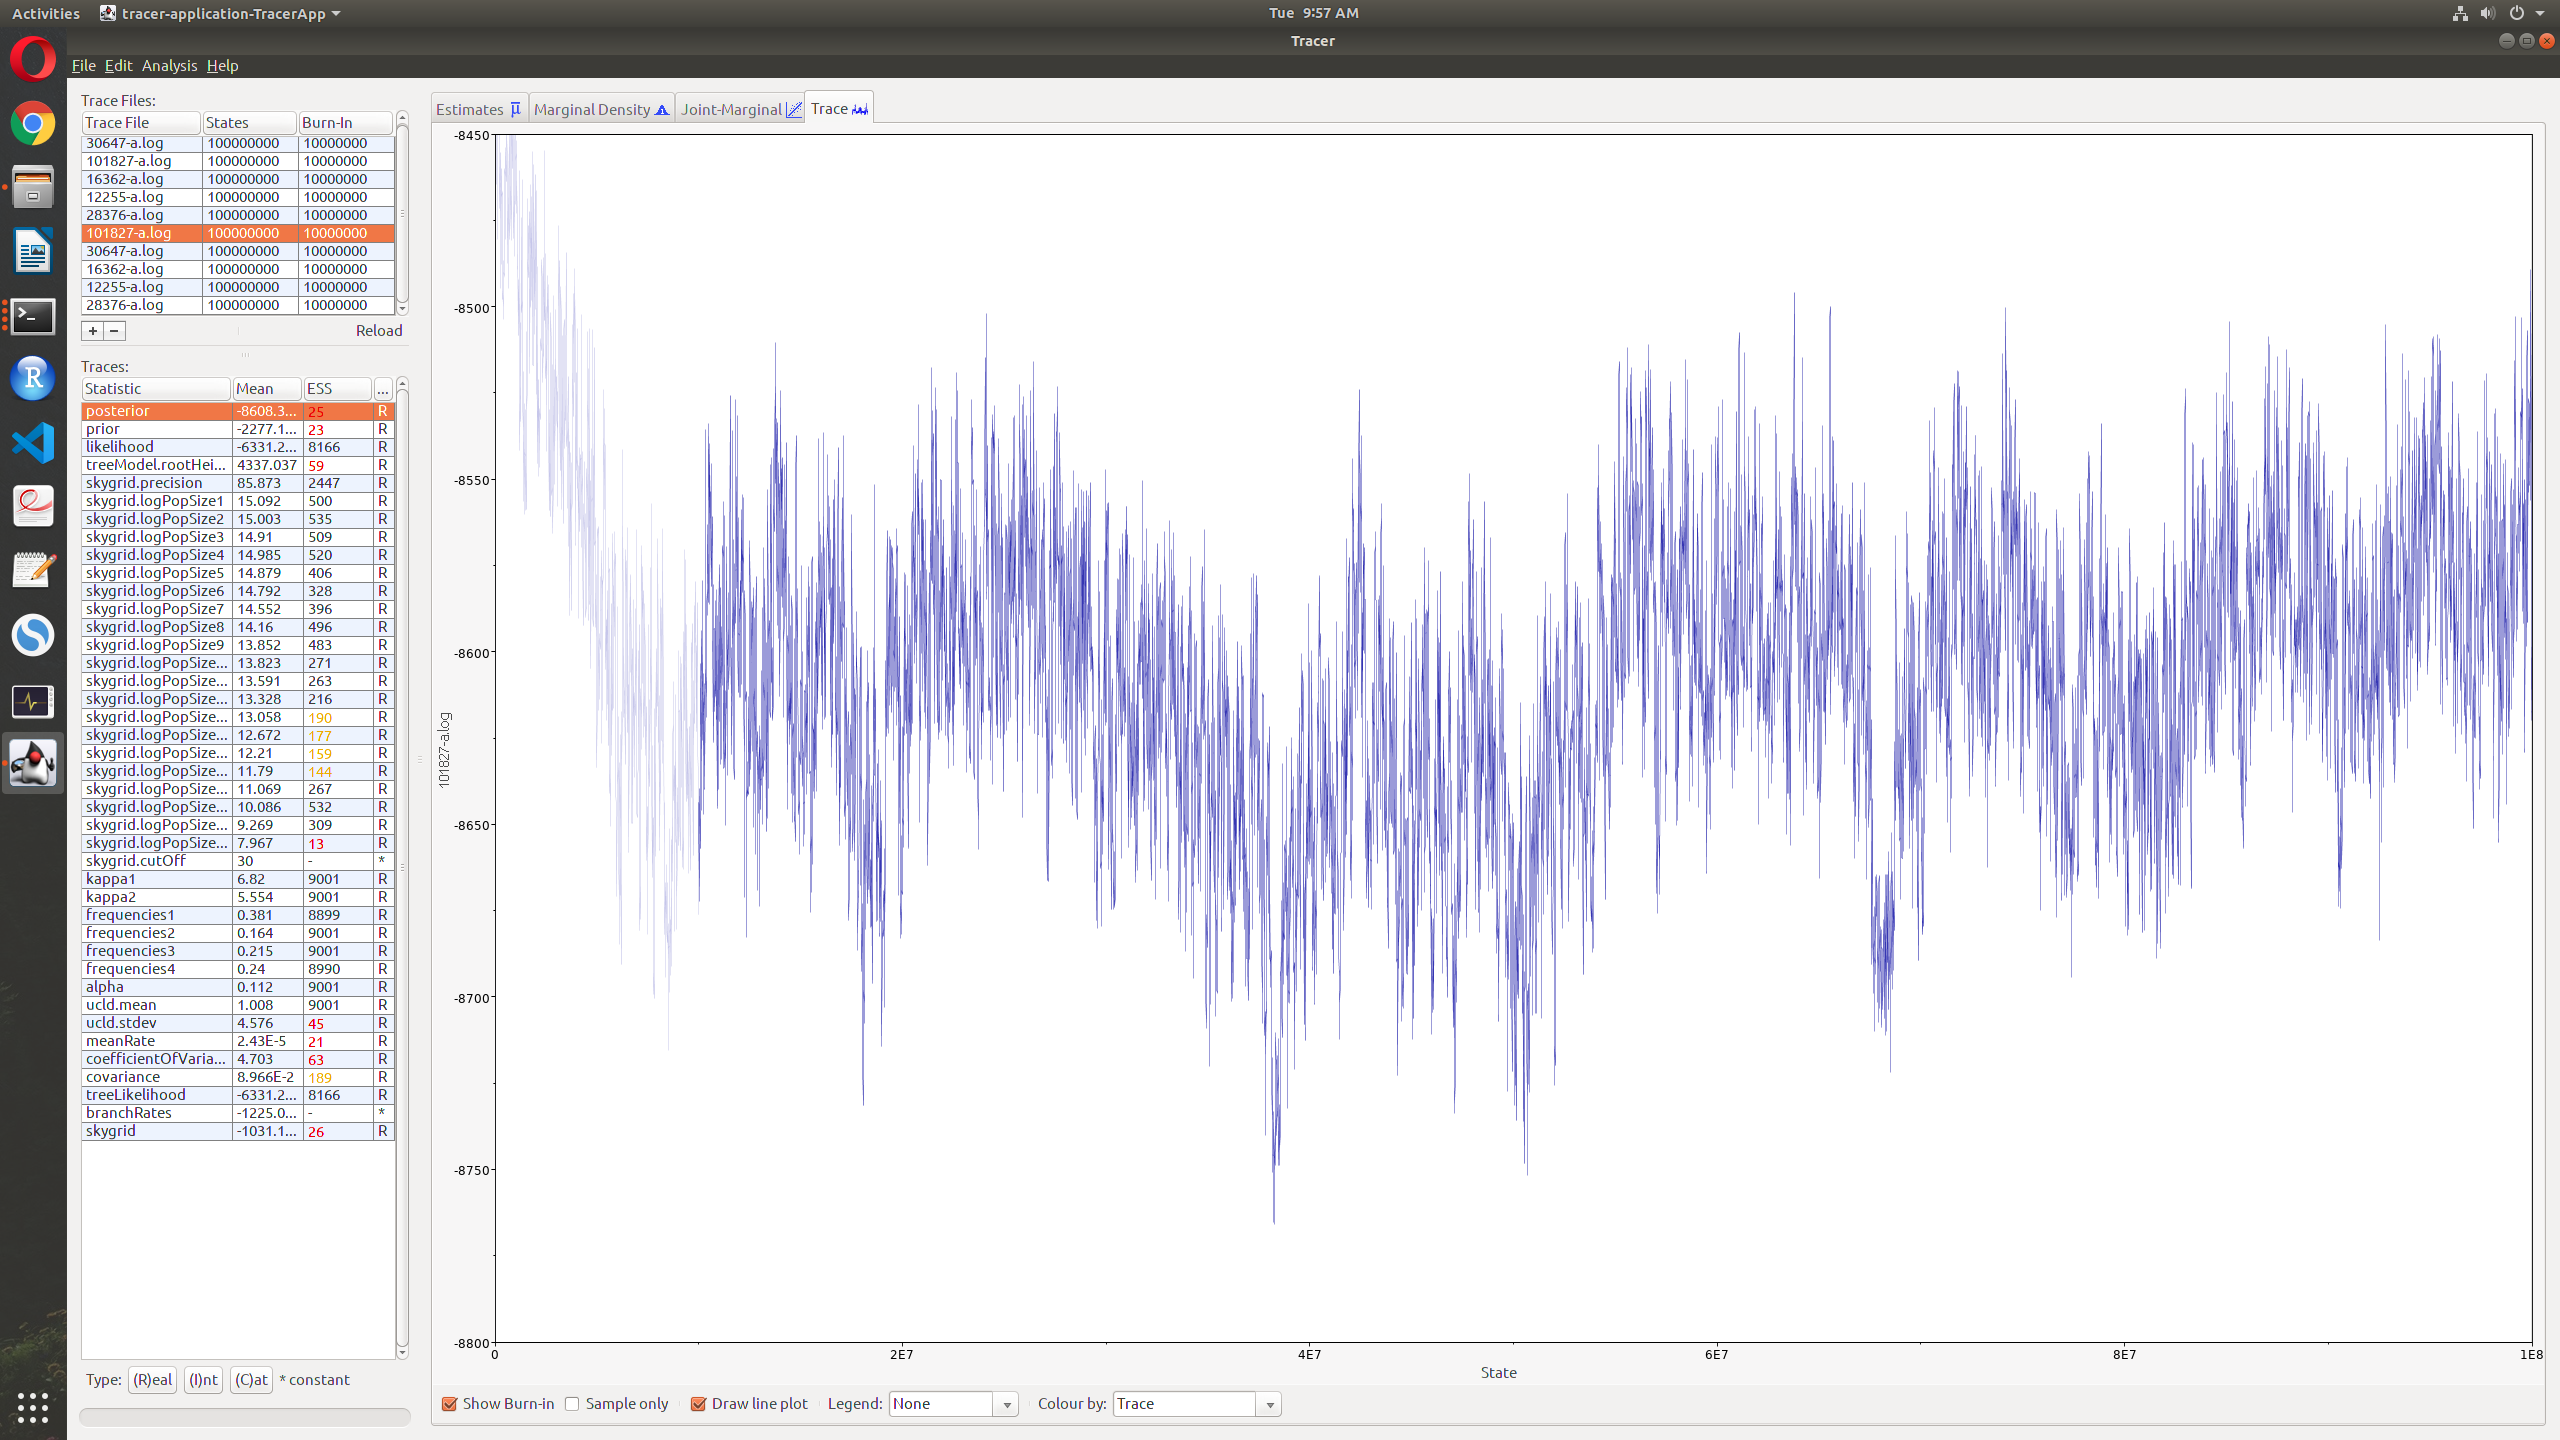 Activities tracer-application-TracerApp Tue 9:57 AM
Tracer
File Edit Analysis Help
Trace Files:
Trace File States Burn-In
30647-a.log 100000000 10000000
101827-a.log 100000000 10000000
16362-a.log 100000000 10000000
12255-a.log 100000000 10000000
28376-a.log 100000000 10000000
101827-a.log 100000000 10000000
30647-a.log 100000000 10000000
16362-a.log 100000000 10000000
12255-a.log 100000000 10000000
28376-a.log 100000000 10000000
+ − Reload
Traces:
Statistic Mean ESS ...
posterior -8608.3... 25 R
prior -2277.1... 23 R
likelihood -6331.2... 8166 R
treeModel.rootHei... 4337.037 59 R
skygrid.precision 85.873 2447 R
skygrid.logPopSize1 15.092 500 R
skygrid.logPopSize2 15.003 535 R
skygrid.logPopSize3 14.91 509 R
skygrid.logPopSize4 14.985 520 R
skygrid.logPopSize5 14.879 406 R
skygrid.logPopSize6 14.792 328 R
skygrid.logPopSize7 14.552 396 R
skygrid.logPopSize8 14.16 496 R
skygrid.logPopSize9 13.852 483 R
skygrid.logPopSize... 13.823 271 R
skygrid.logPopSize... 13.591 263 R
skygrid.logPopSize... 13.328 216 R
skygrid.logPopSize... 13.058 190 R
skygrid.logPopSize... 12.672 177 R
skygrid.logPopSize... 12.21 159 R
skygrid.logPopSize... 11.79 144 R
skygrid.logPopSize... 11.069 267 R
skygrid.logPopSize... 10.086 532 R
skygrid.logPopSize... 9.269 309 R
skygrid.logPopSize... 7.967 13 R
skygrid.cutOff 30 - *
kappa1 6.82 9001 R
kappa2 5.554 9001 R
frequencies1 0.381 8899 R
frequencies2 0.164 9001 R
frequencies3 0.215 9001 R
frequencies4 0.24 8990 R
alpha 0.112 9001 R
ucld.mean 1.008 9001 R
ucld.stdev 4.576 45 R
meanRate 2.43E-5 21 R
coefficientOfVaria... 4.703 63 R
covariance 8.966E-2 189 R
treeLikelihood -6331.2... 8166 R
branchRates -1225.0... - *
skygrid -1031.1... 26 R
Type: (R)eal (I)nt (C)at * constant
Estimates μ Marginal Density Joint-Marginal Trace
-8450
-8500
-8550
-8600
-8650
-8700
-8750
-8800
101827-a.log
0 2E7 4E7 6E7 8E7 1E8
State
Show Burn-in Sample only Draw line plot Legend: None Colour by: Trace